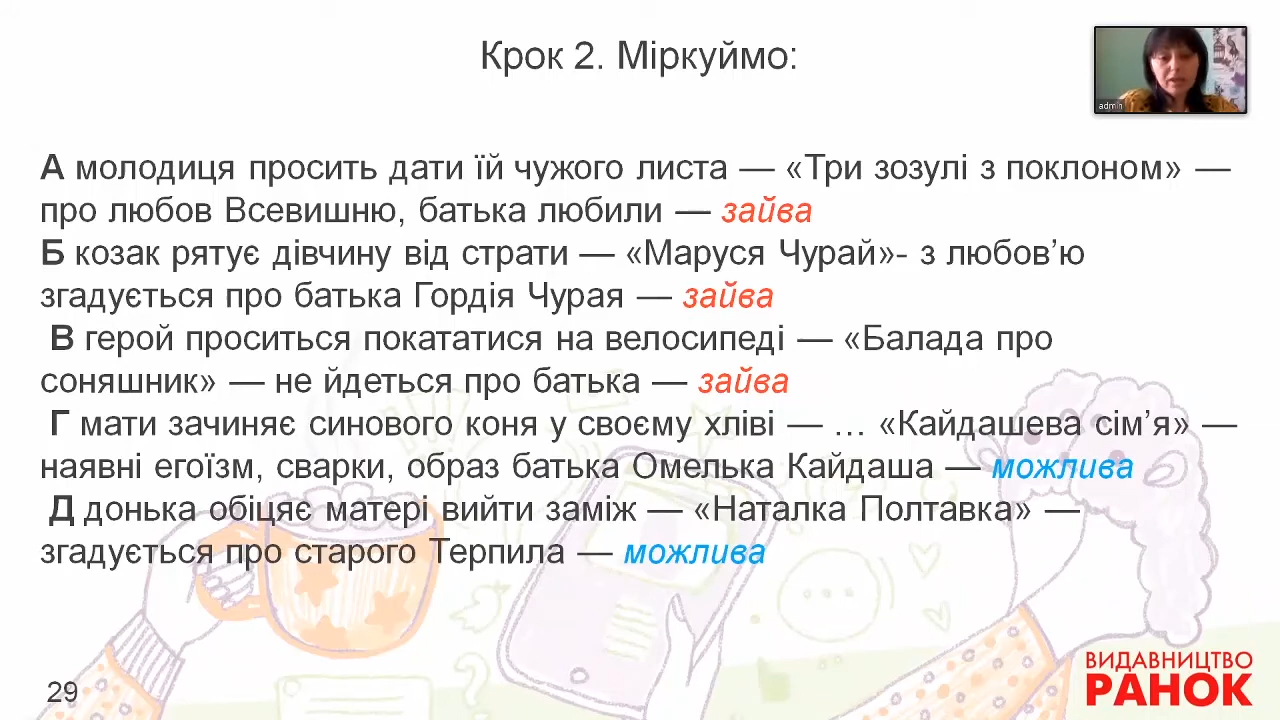 Крок 2. Міркуймо:
admin
А молодиця просить дати їй чужого листа — «Три зозулі з поклоном» —
про любов Всевишню, батька любили — зайва
Б козак рятує дівчину від страти — «Маруся Чурай»- з любов’ю
згадується про батька Гордія Чурая — зайва
В герой проситься покататися на велосипеді — «Балада про
соняшник» — не йдеться про батька — зайва
Г мати зачиняє синового коня у своєму хліві — … «Кайдашева сім’я» —
наявні егоїзм, сварки, образ батька Омелька Кайдаша — можлива
Д донька обіцяє матері вийти заміж — «Наталка Полтавка» —
згадується про старого Терпила — можлива
29
ВИДАВНИЦТВО
РАНОК